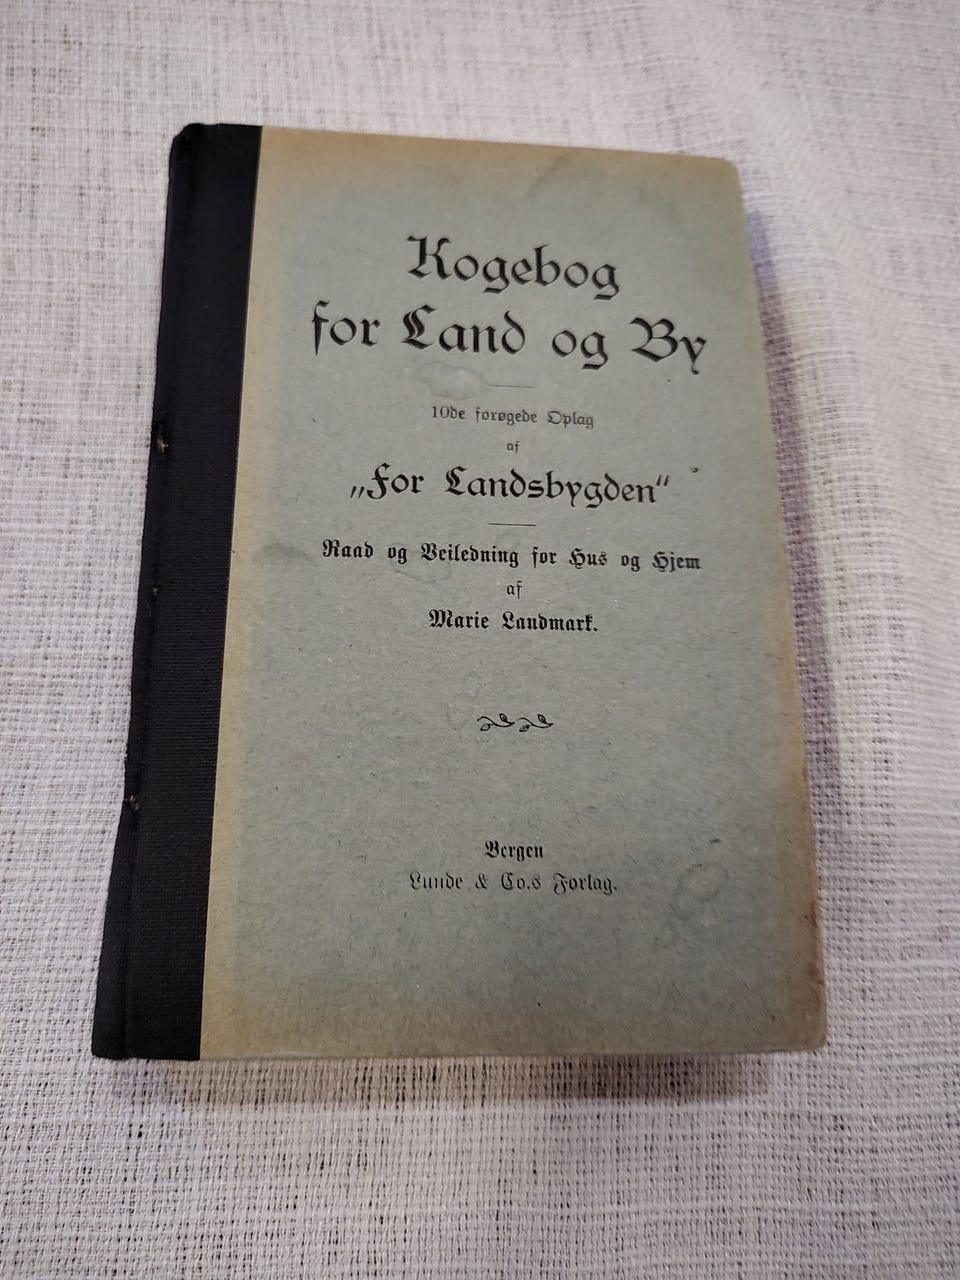 Kogebog
for Land og By
10de forøgede Oplag
af
„For Landsbygden“
Raad og Veiledning for Hus og Hjem
af
Marie Landmark.
Bergen
Lunde & Co.s Forlag.